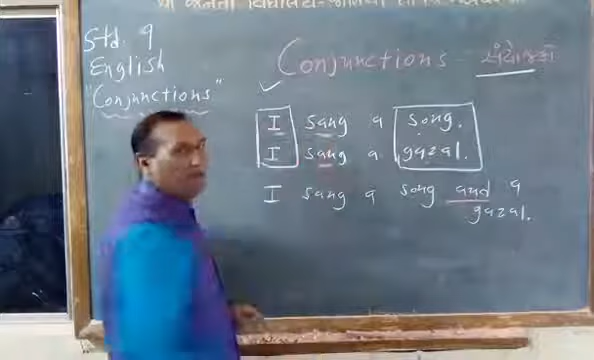 Std. 9
English
"Conjunctions"
Conjunctions - સંયોજકો
I sang a song.
I sang a gazal.
I sang a song and a
gazal.